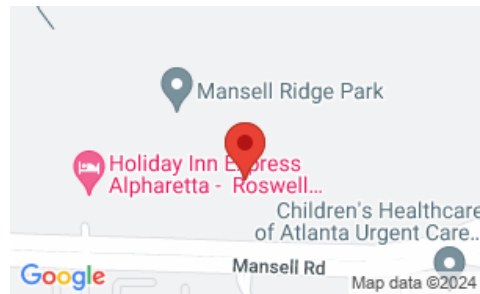 Mansell Ridge Park
Holiday Inn Express
Alpharetta - Roswell...
Children's Healthcare
of Atlanta Urgent Care...
Mansell Rd
Google
Map data ©2024